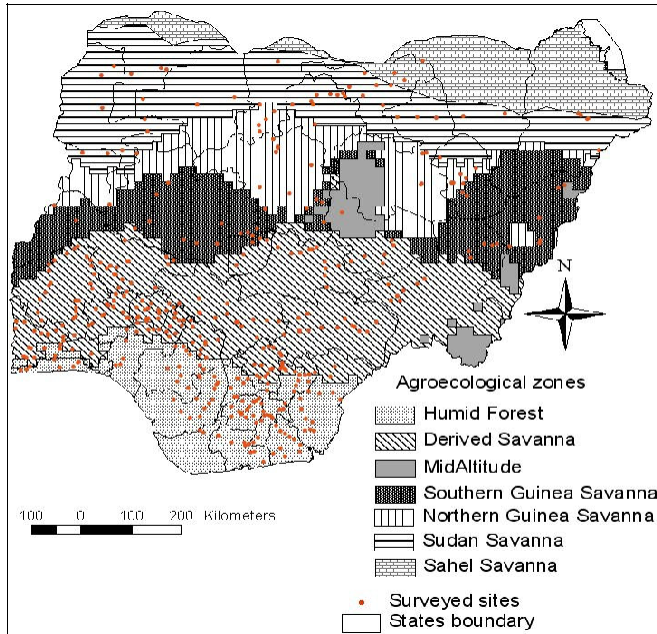 N
Agroecological zones
Humid Forest
Derived Savanna
MidAltitude
Southern Guinea Savanna
Northern Guinea Savanna
Sudan Savanna
Sahel Savanna
Surveyed sites
States boundary
100 0 100 200 Kilometers